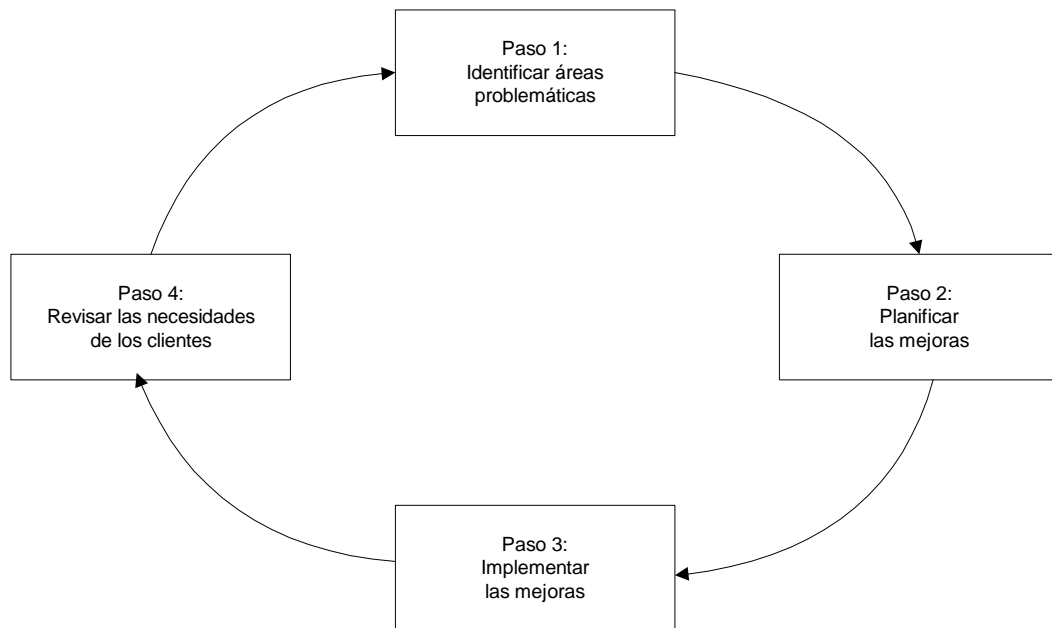 Paso 1:
Identificar áreas
problemáticas
Paso 2:
Planificar
las mejoras
Paso 3:
Implementar
las mejoras
Paso 4:
Revisar las necesidades
de los clientes